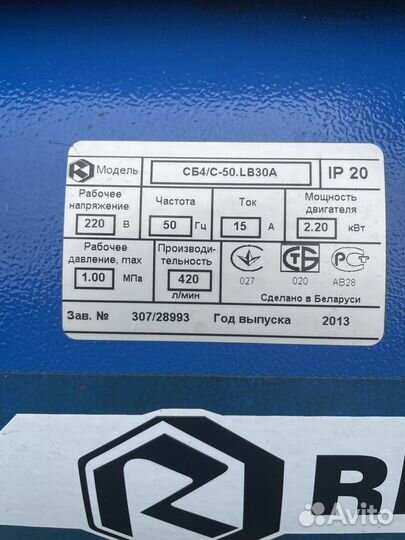 Модель СБ4/С-50.LB30A IP 20
Рабочее напряжение 220 В
Частота 50 Гц
Ток 15 А
Мощность двигателя 2.20 кВт
Рабочее давление, max 1.00 МПа
Производительность 420 л/мин
027 020 АВ28
Сделано в Беларуси
Зав. № 307/28993 Год выпуска 2013
R
Avito